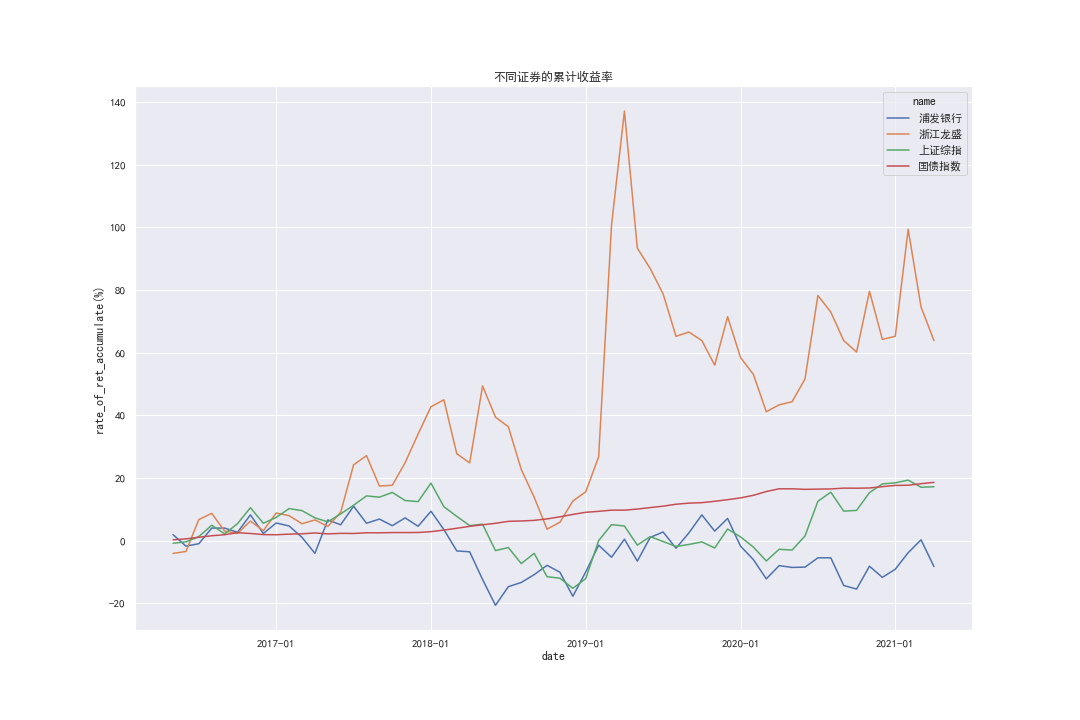 不同证券的累计收益率
name
浦发银行
浙江龙盛
上证综指
国债指数
rate_of_ret_accumulate(%)
140
120
100
80
60
40
20
0
−20
2017-01
2018-01
2019-01
2020-01
2021-01
date